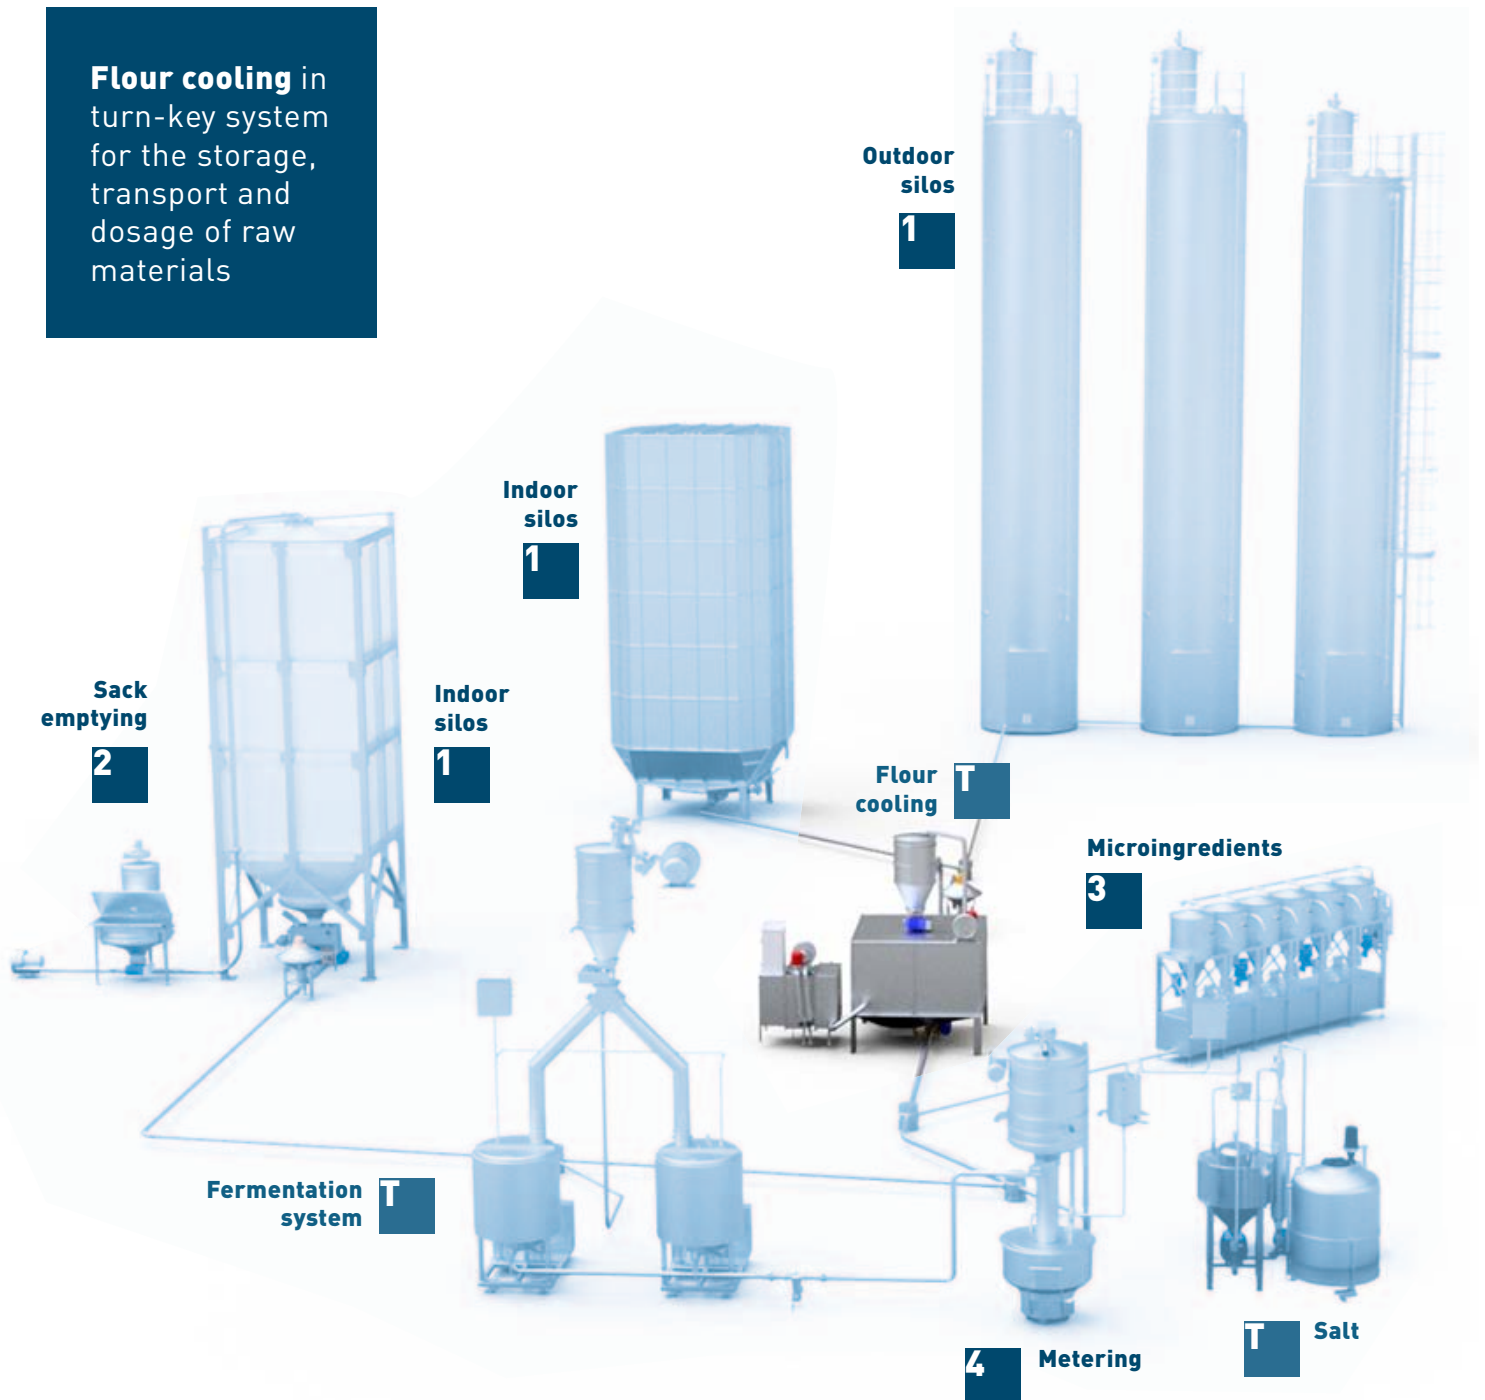 Flour cooling in
turn-key system
for the storage,
transport and
dosage of raw
materials
Outdoor
silos
1
Indoor
silos
1
Sack
emptying
2
Indoor
silos
1
Flour
cooling
T
Microingredients
3
Fermentation
system
T
4
Metering
T
Salt